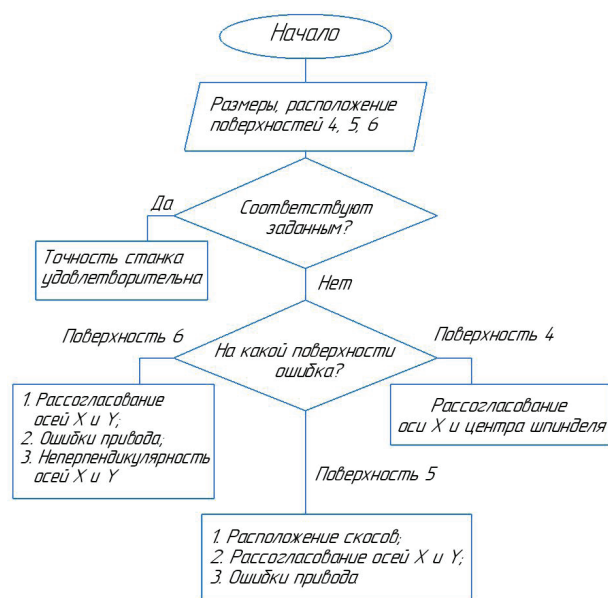 Начало
Размеры, расположение
поверхностей 4, 5, 6
Да
Соответствуют
заданным?
Точность станка
удовлетворительна
Нет
Поверхность 6
Поверхность 4
На какой поверхности
ошибка?
1. Рассогласование
осей X и Y;
2. Ошибки привода;
3. Неперпендикулярность
осей X и Y
Рассогласование
оси X и центра шпинделя
Поверхность 5
1. Расположение скосов;
2. Рассогласование осей X и Y;
3. Ошибки привода